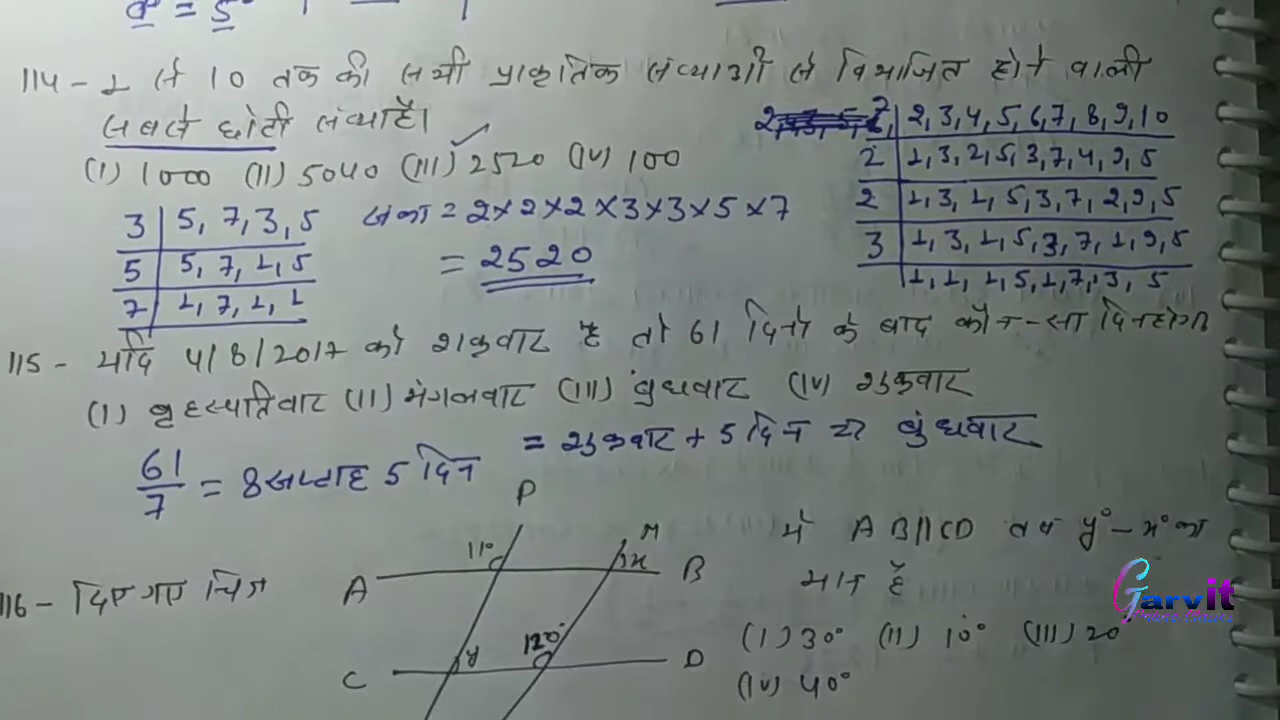 a° = 5°
114 - 1 से 10 तक की सभी प्राकृतिक संख्याओं से विभाजित होने वाली
सबसे छोटी संख्या है।
(I) 1000 (II) 5040 (III) 2520 (IV) 100
2 | 2, 3, 4, 5, 6, 7, 8, 9, 10
2 | 1, 3, 2, 5, 3, 7, 4, 9, 5
2 | 1, 3, 1, 5, 3, 7, 2, 9, 5
3 | 1, 3, 1, 5, 3, 7, 1, 9, 5
1, 1, 1, 5, 1, 7, 3, 5
3 | 5, 7, 3, 5
5 | 5, 7, 1, 5
7 | 1, 7, 1, 1
= 2×2×2×3×3×5×7
= 2520
115 - यदि 4/8/2017 को शुक्रवार है तो 61 दिनो के बाद कौन-सा दिन होगा
(I) बृहस्पतिवार (II) मंगलवार (III) बुधवार (IV) शुक्रवार
61/7 = 8 सप्ताह 5 दिन
= शुक्रवार + 5 दिन = बुधवार
116 - दिए गए चित्र में AB||CD तब y° - x° का
मान है
(I) 30° (II) 10° (III) 20
(IV) 40°
P
M
110
x
A
B
120°
C
D
Garvit